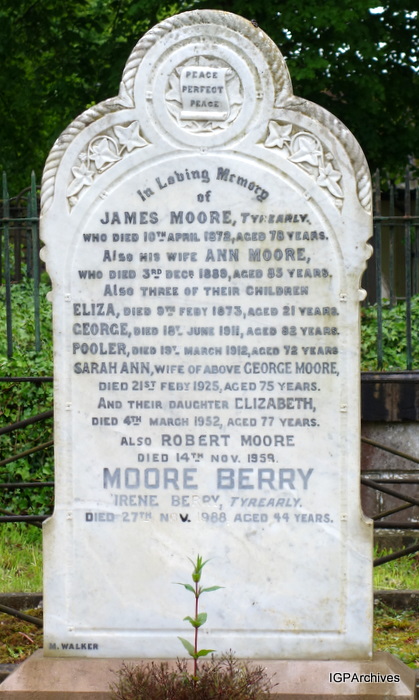 PEACE
PERFECT
PEACE
In Loving Memory
of
JAMES MOORE, TYREARLY,
WHO DIED 10TH APRIL 1872, AGED 78 YEARS.
ALSO HIS WIFE ANN MOORE,
WHO DIED 3RD DECR 1889, AGED 83 YEARS.
ALSO THREE OF THEIR CHILDREN
ELIZA, DIED 9TH FEBY 1873, AGED 21 YEARS.
GEORGE, DIED 1ST JUNE 1911, AGED 82 YEARS.
POOLER, DIED 19T. MARCH 1912, AGED 72 YEARS
SARAH ANN, WIFE OF ABOVE GEORGE MOORE,
DIED 21ST FEBY 1925, AGED 75 YEARS.
AND THEIR DAUGHTER ELIZABETH,
DIED 4TH MARCH 1952, AGED 77 YEARS.
ALSO ROBERT MOORE
DIED 14TH NOV. 1959.
MOORE BERRY
IRENE BERRY, TYREARLY.
DIED 27TH NOV. 1988 AGED 44 YEARS.
M. WALKER
IGPArchives